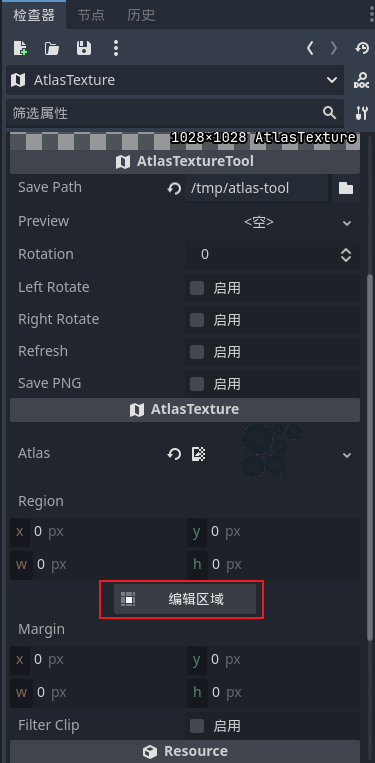 检查器 节点 历史
AtlasTexture DOC
筛选属性
1028×1028 AtlasTexture
AtlasTextureTool
Save Path /tmp/atlas-tool
Preview <空>
Rotation 0
Left Rotate 启用
Right Rotate 启用
Refresh 启用
Save PNG 启用
AtlasTexture
Atlas
Region
x 0 px y 0 px
w 0 px h 0 px
编辑区域
Margin
x 0 px y 0 px
w 0 px h 0 px
Filter Clip 启用
Resource